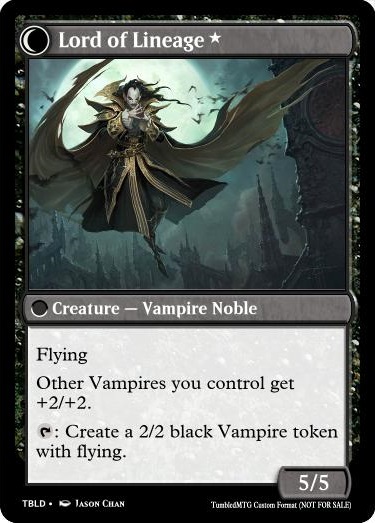 Lord of Lineage ★
Creature — Vampire Noble
Flying
Other Vampires you control get
+2/+2.
: Create a 2/2 black Vampire token
with flying.
5/5
TBLD • Jason Chan
TumbledMTG Custom Format (NOT FOR SALE)